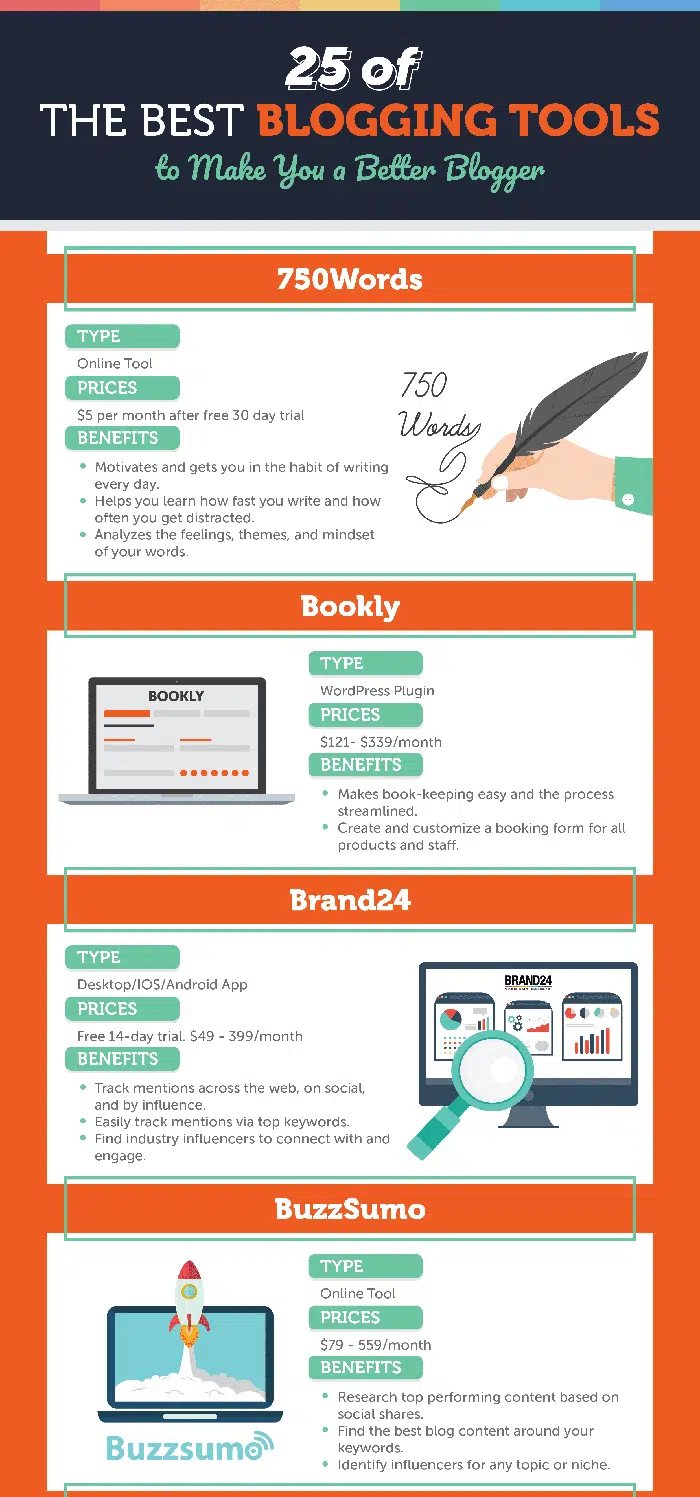 25 of
THE BEST BLOGGING TOOLS
to Make You a Better Blogger
750Words
TYPE
Online Tool
PRICES
$5 per month after free 30 day trial
BENEFITS
• Motivates and gets you in the habit of writing
every day.
• Helps you learn how fast you write and how
often you get distracted.
• Analyzes the feelings, themes, and mindset
of your words.
750
Words
Bookly
BOOKLY
TYPE
WordPress Plugin
PRICES
$121- $339/month
BENEFITS
• Makes book-keeping easy and the process
streamlined.
• Create and customize a booking form for all
products and staff.
Brand24
TYPE
Desktop/IOS/Android App
PRICES
Free 14-day trial. $49 - 399/month
BENEFITS
• Track mentions across the web, on social,
and by influence.
• Easily track mentions via top keywords.
• Find industry influencers to connect with and
engage.
BRAND24
BuzzSumo
Buzzsumo
TYPE
Online Tool
PRICES
$79 - 559/month
BENEFITS
• Research top performing content based on
social shares.
• Find the best blog content around your
keywords.
• Identify influencers for any topic or niche.